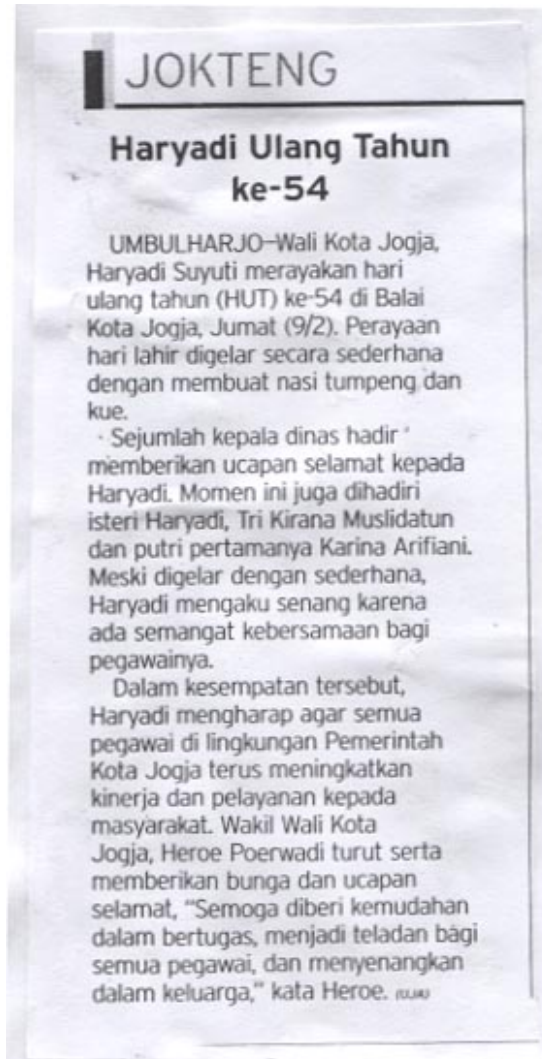 JOKTENG
Haryadi Ulang Tahun
ke-54
UMBULHARJO—Wali Kota Jogja,
Haryadi Suyuti merayakan hari
ulang tahun (HUT) ke-54 di Balai
Kota Jogja, Jumat (9/2). Perayaan
hari lahir digelar secara sederhana
dengan membuat nasi tumpeng dan
kue.
Sejumlah kepala dinas hadir
memberikan ucapan selamat kepada
Haryadi. Momen ini juga dihadiri
isteri Haryadi, Tri Kirana Muslidatun
dan putri pertamanya Karina Arifiani.
Meski digelar dengan sederhana,
Haryadi mengaku senang karena
ada semangat kebersamaan bagi
pegawainya.
Dalam kesempatan tersebut,
Haryadi mengharap agar semua
pegawai di lingkungan Pemerintah
Kota Jogja terus meningkatkan
kinerja dan pelayanan kepada
masyarakat. Wakil Wali Kota
Jogja, Heroe Poerwadi turut serta
memberikan bunga dan ucapan
selamat, “Semoga diberi kemudahan
dalam bertugas, menjadi teladan bagi
semua pegawai, dan menyenangkan
dalam keluarga,” kata Heroe.